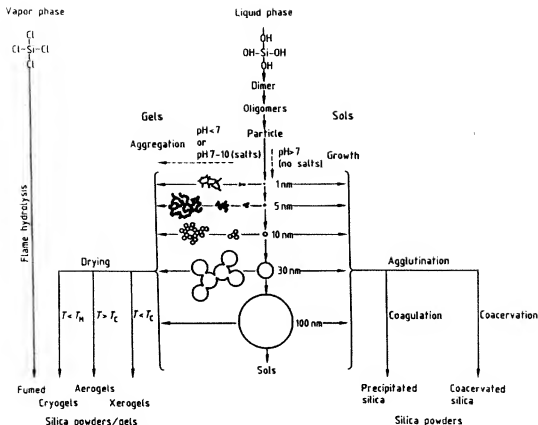 Vapor phase
Liquid phase
Cl
Cl-Si-Cl
Cl
OH
OH-Si-OH
OH
Dimer
Oligomers
Gels
Sols
Particle
pH<7
or
pH 7-10 (salts)
Aggregation
pH>7
(no salts)
Growth
1 nm
5 nm
10 nm
30 nm
100 nm
Sols
Flame hydrolysis
Drying
T<TM
T>TC
T<TC
Agglutination
Coagulation
Coacervation
Fumed
Cryogels
Aerogels
Xerogels
Silica powders/gels
Precipitated
silica
Coacervated
silica
Silica powders